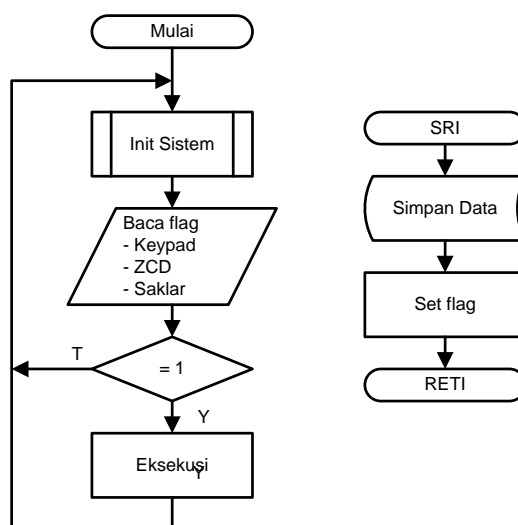 Mulai
Init Sistem
Baca flag
- Keypad
- ZCD
- Saklar
T
= 1
Y
Eksekusi
Y
SRI
Simpan Data
Set flag
RETI